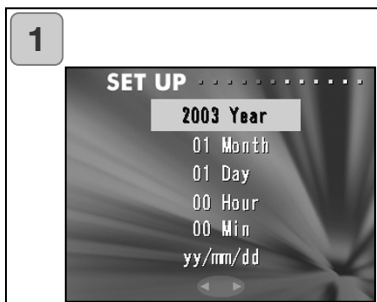 1
SET UP
2003 Year
01 Month
01 Day
00 Hour
00 Min
yy/mm/dd